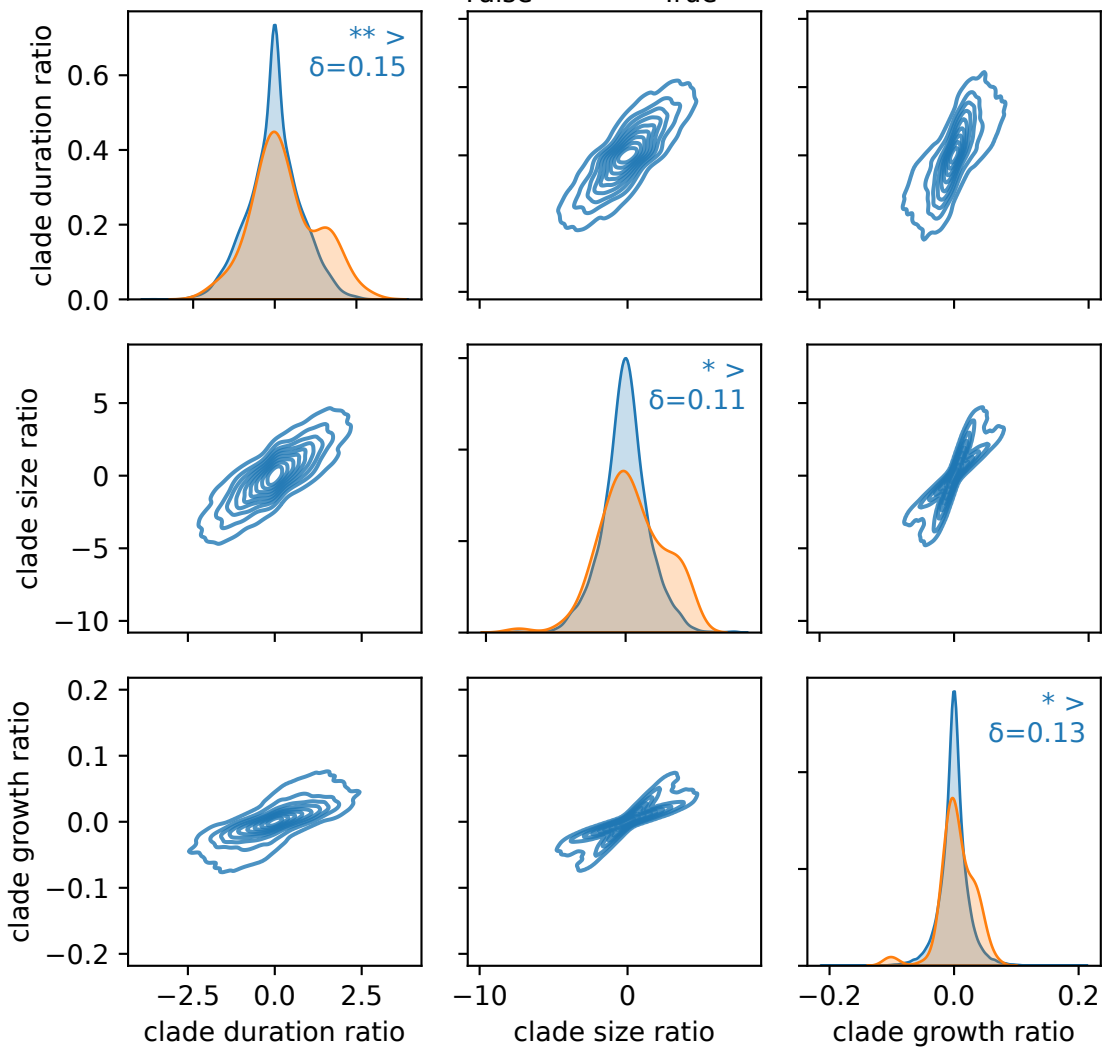 False True
clade duration ratio
0.6
0.4
0.2
0.0
** >
δ=0.15
clade size ratio
5
0
−5
−10
* >
δ=0.11
clade growth ratio
0.2
0.1
0.0
−0.1
−0.2
* >
δ=0.13
−2.5 0.0 2.5
−10 0
−0.2 0.0 0.2
clade duration ratio
clade size ratio
clade growth ratio